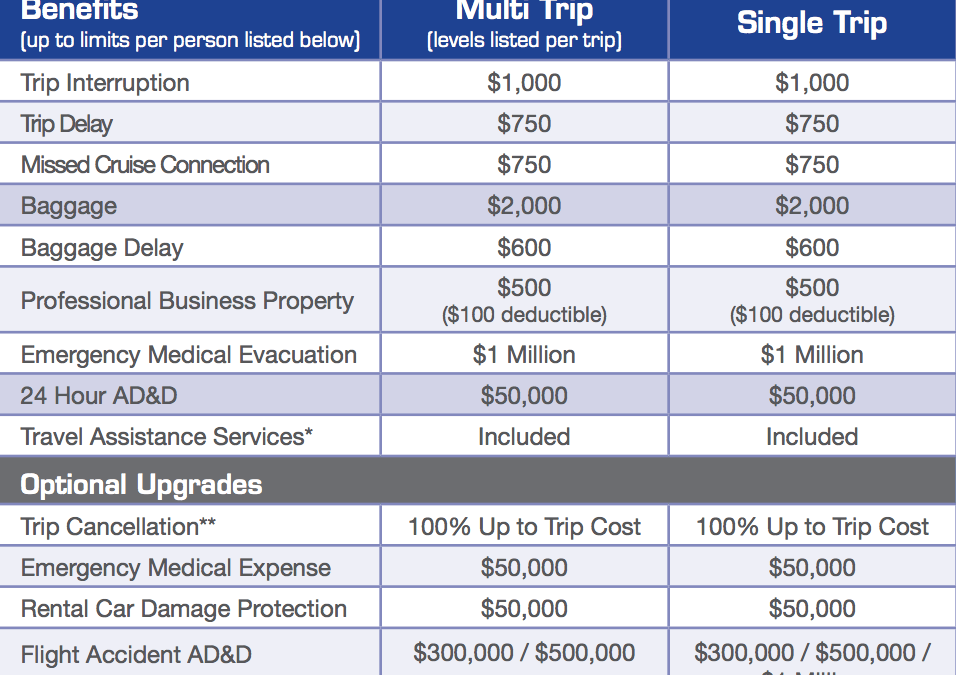 Benefits Multi Trip Single Trip
(up to limits per person listed below) (levels listed per trip)
Trip Interruption $1,000 $1,000
Trip Delay $750 $750
Missed Cruise Connection $750 $750
Baggage $2,000 $2,000
Baggage Delay $600 $600
Professional Business Property $500 $500
($100 deductible) ($100 deductible)
Emergency Medical Evacuation $1 Million $1 Million
24 Hour AD&D $50,000 $50,000
Travel Assistance Services* Included Included
Optional Upgrades
Trip Cancellation** 100% Up to Trip Cost 100% Up to Trip Cost
Emergency Medical Expense $50,000 $50,000
Rental Car Damage Protection $50,000 $50,000
Flight Accident AD&D $300,000 / $500,000 $300,000 / $500,000 /